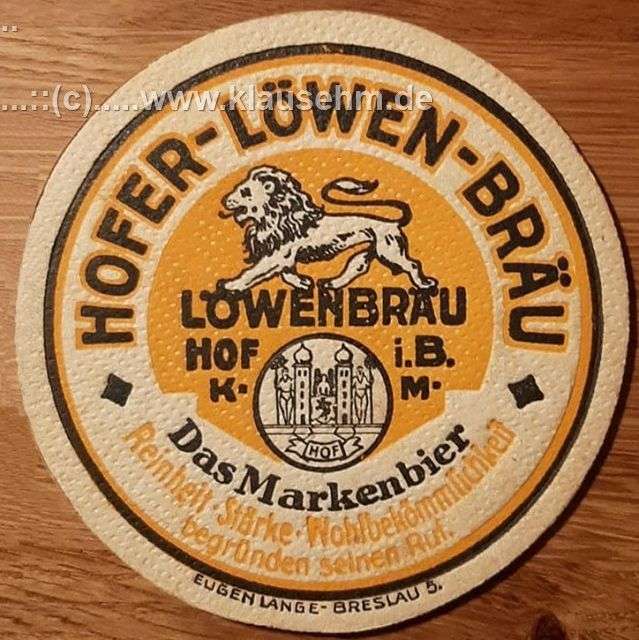 ...::(c).....www.klausehm.de
HOFER-LÖWEN-BRÄU
LÖWENBRÄU
HOF i.B.
K· M·
HOF
Das Markenbier
Reinheit · Stärke · Wohlbekömmlichkeit
begründen seinen Ruf.
EUGEN LANGE - BRESLAU 5.